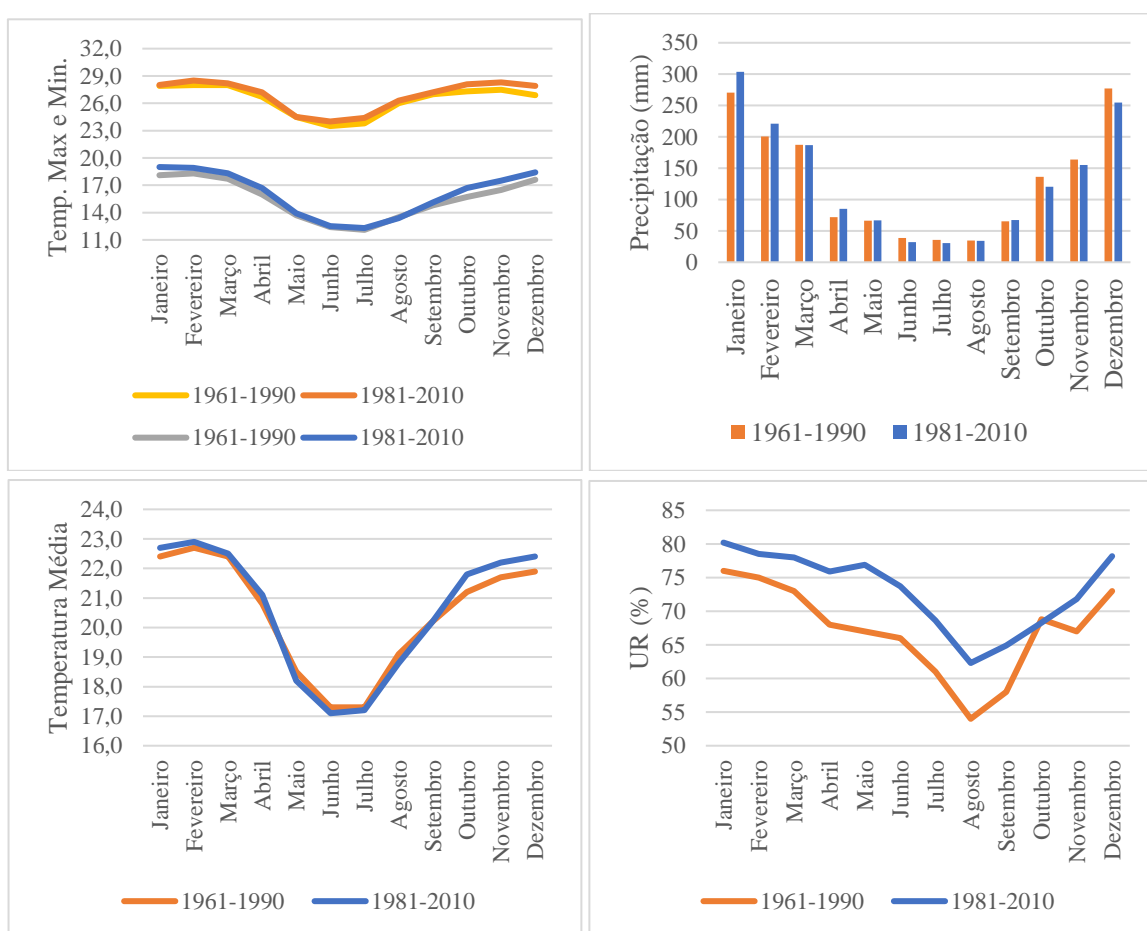 Temp. Max e Min.
32,0
29,0
26,0
23,0
20,0
17,0
14,0
11,0
Janeiro
Fevereiro
Março
Abril
Maio
Junho
Julho
Agosto
Setembro
Outubro
Novembro
Dezembro
1961-1990 1981-2010
1961-1990 1981-2010
Precipitação (mm)
350
300
250
200
150
100
50
0
Janeiro
Fevereiro
Março
Abril
Maio
Junho
Julho
Agosto
Setembro
Outubro
Novembro
Dezembro
1961-1990 1981-2010
Temperatura Média
24,0
23,0
22,0
21,0
20,0
19,0
18,0
17,0
16,0
Janeiro
Fevereiro
Março
Abril
Maio
Junho
Julho
Agosto
Setembro
Outubro
Novembro
Dezembro
1961-1990 1981-2010
UR (%)
85
80
75
70
65
60
55
50
Janeiro
Fevereiro
Março
Abril
Maio
Junho
Julho
Agosto
Setembro
Outubro
Novembro
Dezembro
1961-1990 1981-2010